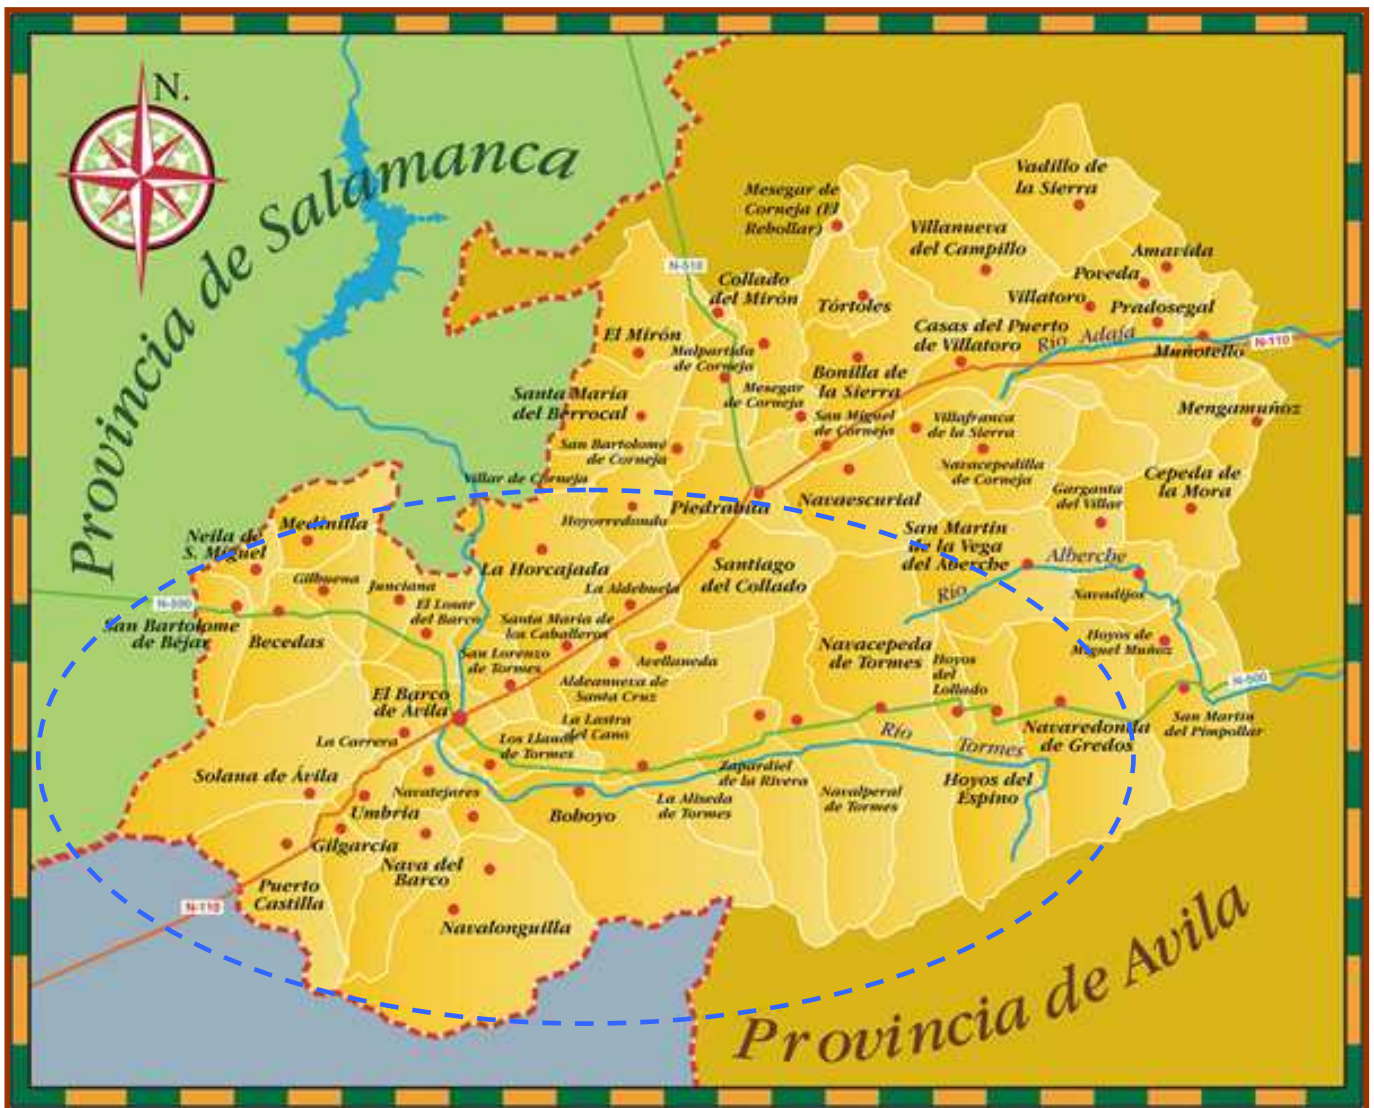 N.
Provincia de Salamanca
Vadillo de
la Sierra
Mesegar de
Corneja (El
Rebollar)
Villanueva
del Campillo
Amavida
Poveda
N-510
Collado
del Mirón
Tórtoles
Villatoro
Pradosegal
El Mirón
Casas del Puerto
de Villatoro
Río Adaja
N-110
Muñotello
Malpartida
de Corneja
Bonilla de
la Sierra
Santa María
del Berrocal
Mesegar
de Corneja
San Miguel
de Corneja
Villafranca
de la Sierra
Mengamuñoz
San Bartolomé
de Corneja
Navacepedilla
de Corneja
Cepeda de
la Mora
Villar de Corneja
Garganta
del Villar
Piedrahita
Navaescurial
Hoyorredondo
Medinilla
Neila de
S. Miguel
San Martín
de la Vega
del Aberche
Río Alberche
La Horcajada
Santiago
del Collado
Gilbuena
Junciana
La Aldehuela
Navadijos
N-500
El Losar
del Barco
San Bartolome
de Béjar
Becedas
Santa María de
los Caballeros
Hoyos de
Miguel Muñoz
San Lorenzo
de Tormes
Avellaneda
Navacepeda
de Tormes
Hoyos
del
Lollado
N-500
El Barco
de Ávila
Aldeanueva de
Santa Cruz
La Carrera
La Lastra
del Cano
Los Llanos
de Tormes
Río Tormes
Navaredonda
de Gredos
San Martín
del Pimpollar
Solana de Ávila
Navatejares
Zapardiel
de la Rivera
Hoyos del
Espino
Umbría
Boboyo
La Aliseda
de Tormes
Navalperal
de Tormes
Gilgarcía
Nava del
Barco
Puerto
Castilla
N-110
Navalonguilla
Provincia de Avila